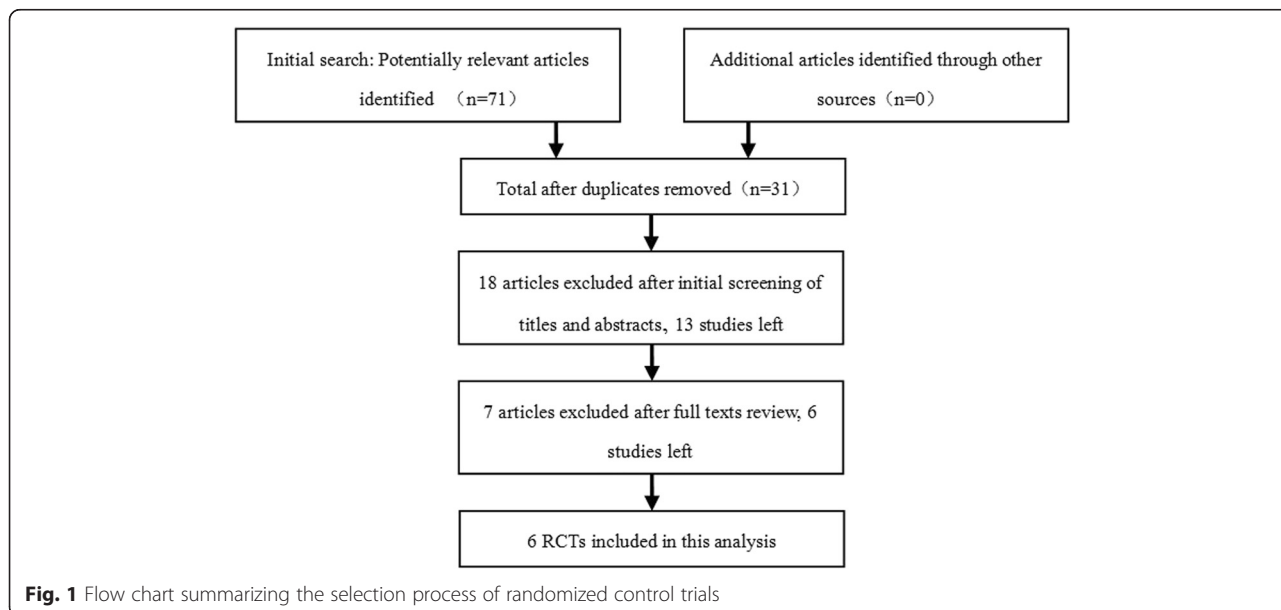 Initial search: Potentially relevant articles
identified （n=71）
Additional articles identified through other
sources（n=0）
Total after duplicates removed（n=31）
18 articles excluded after initial screening of
titles and abstracts, 13 studies left
7 articles excluded after full texts review, 6
studies left
6 RCTs included in this analysis
Fig. 1 Flow chart summarizing the selection process of randomized control trials